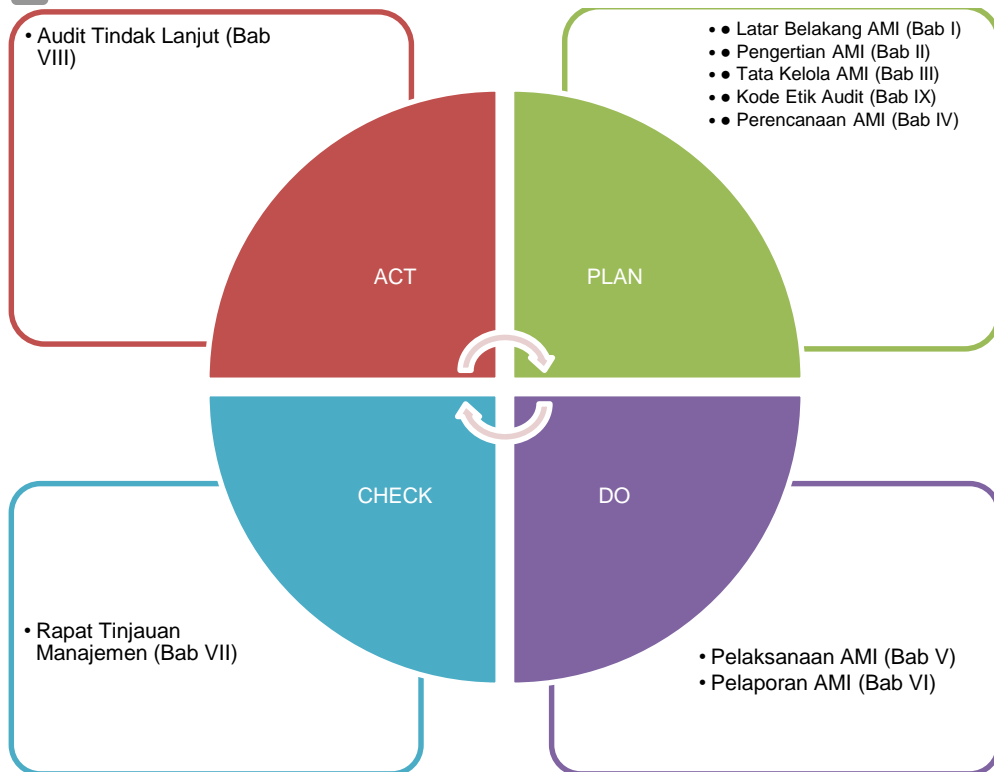 • Audit Tindak Lanjut (Bab
VIII)
• ● Latar Belakang AMI (Bab I)
• ● Pengertian AMI (Bab II)
• ● Tata Kelola AMI (Bab III)
• ● Kode Etik Audit (Bab IX)
• ● Perencanaan AMI (Bab IV)
ACT
PLAN
CHECK
DO
• Rapat Tinjauan
Manajemen (Bab VII)
• Pelaksanaan AMI (Bab V)
• Pelaporan AMI (Bab VI)